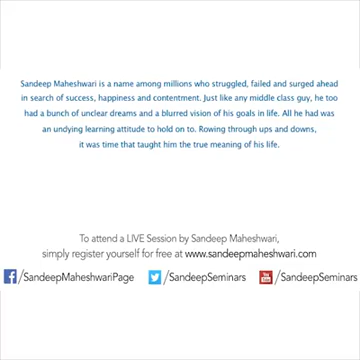 Sandeep Maheshwari is a name among millions who struggled, failed and surged ahead
in search of success, happiness and contentment. Just like any middle class guy, he too
had a bunch of unclear dreams and a blurred vision of his goals in life. All he had was
an undying learning attitude to hold on to. Rowing through ups and downs,
it was time that taught him the true meaning of his life.
To attend a LIVE Session by Sandeep Maheshwari,
simply register yourself for free at www.sandeepmaheshwari.com
f/SandeepMaheshwariPage /SandeepSeminars You Tube/SandeepSeminars